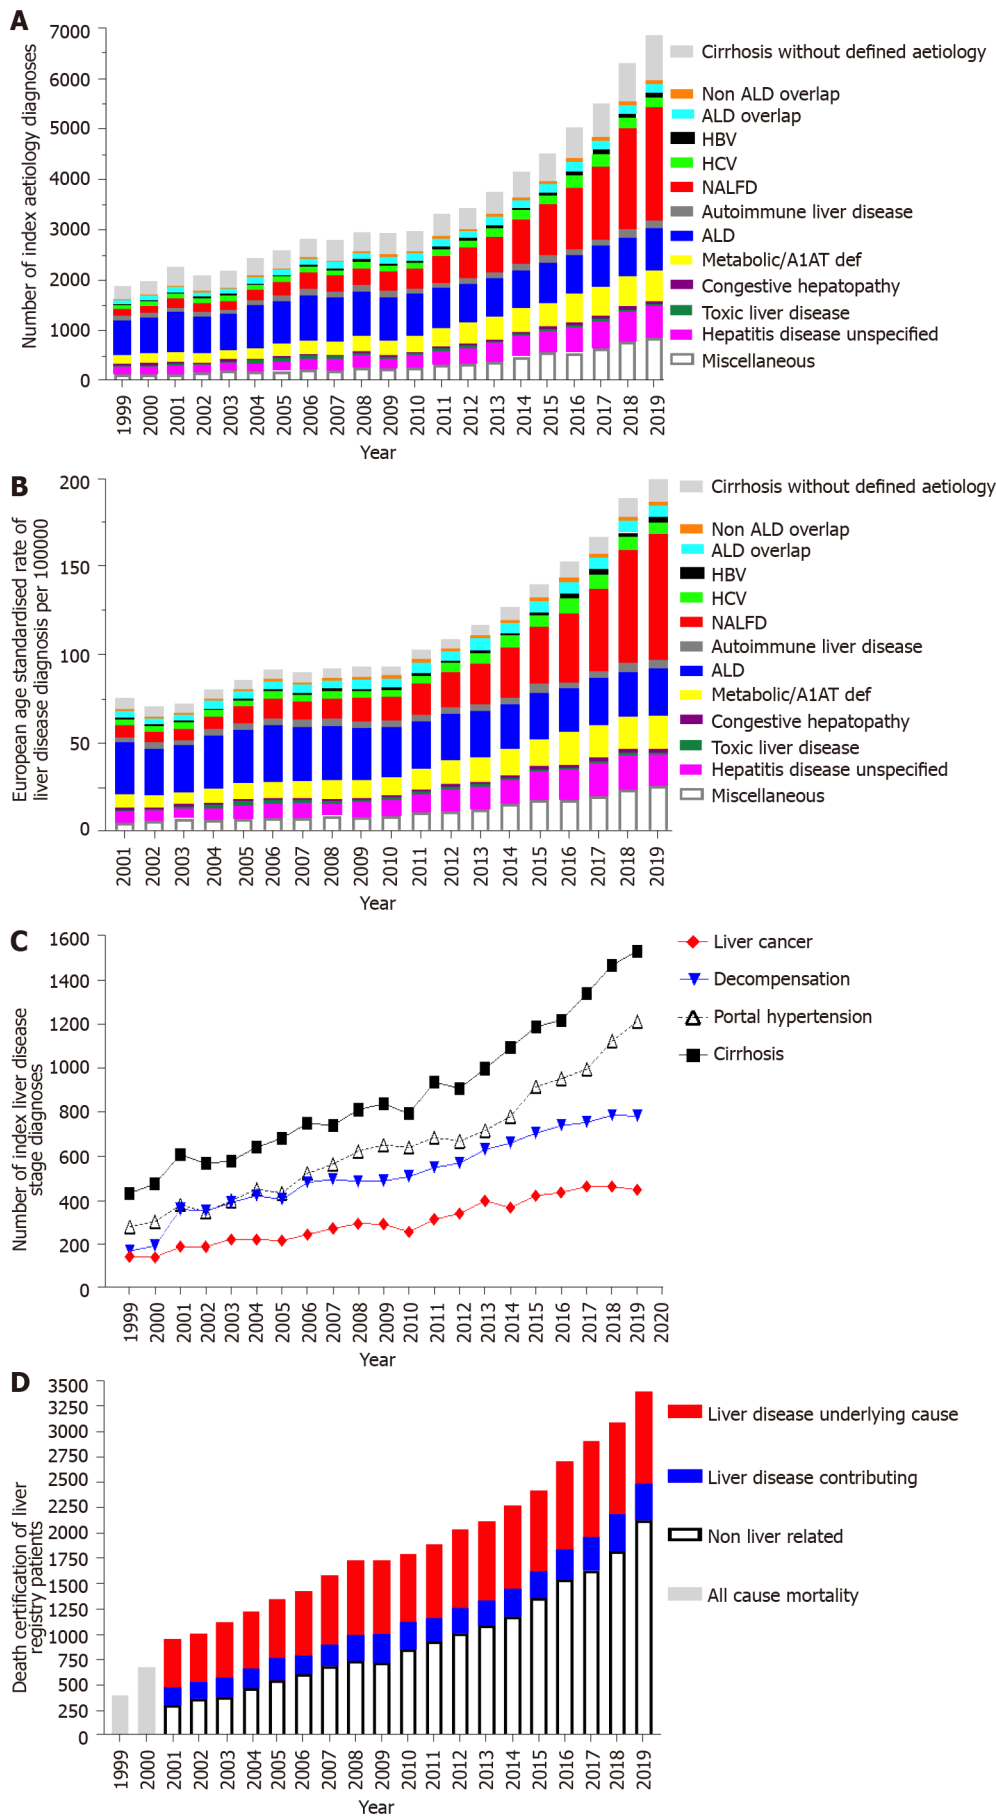 A
Number of index aetiology diagnoses
7000
6000
5000
4000
3000
2000
1000
0
1999
2000
2001
2002
2003
2004
2005
2006
2007
2008
2009
2010
2011
2012
2013
2014
2015
2016
2017
2018
2019
Year
Cirrhosis without defined aetiology
Non ALD overlap
ALD overlap
HBV
HCV
NALFD
Autoimmune liver disease
ALD
Metabolic/A1AT def
Congestive hepatopathy
Toxic liver disease
Hepatitis disease unspecified
Miscellaneous
B
European age standardised rate of
liver disease diagnosis per 100000
200
150
100
50
0
2001
2002
2003
2004
2005
2006
2007
2008
2009
2010
2011
2012
2013
2014
2015
2016
2017
2018
2019
Year
Cirrhosis without defined aetiology
Non ALD overlap
ALD overlap
HBV
HCV
NALFD
Autoimmune liver disease
ALD
Metabolic/A1AT def
Congestive hepatopathy
Toxic liver disease
Hepatitis disease unspecified
Miscellaneous
C
Number of index liver disease
stage diagnoses
1600
1400
1200
1000
800
600
400
200
0
1999
2000
2001
2002
2003
2004
2005
2006
2007
2008
2009
2010
2011
2012
2013
2014
2015
2016
2017
2018
2019
2020
Year
Liver cancer
Decompensation
Portal hypertension
Cirrhosis
D
Death certification of liver
registry patients
3500
3250
3000
2750
2500
2250
2000
1750
1500
1250
1000
750
500
250
0
1999
2000
2001
2002
2003
2004
2005
2006
2007
2008
2009
2010
2011
2012
2013
2014
2015
2016
2017
2018
2019
Year
Liver disease underlying cause
Liver disease contributing
Non liver related
All cause mortality